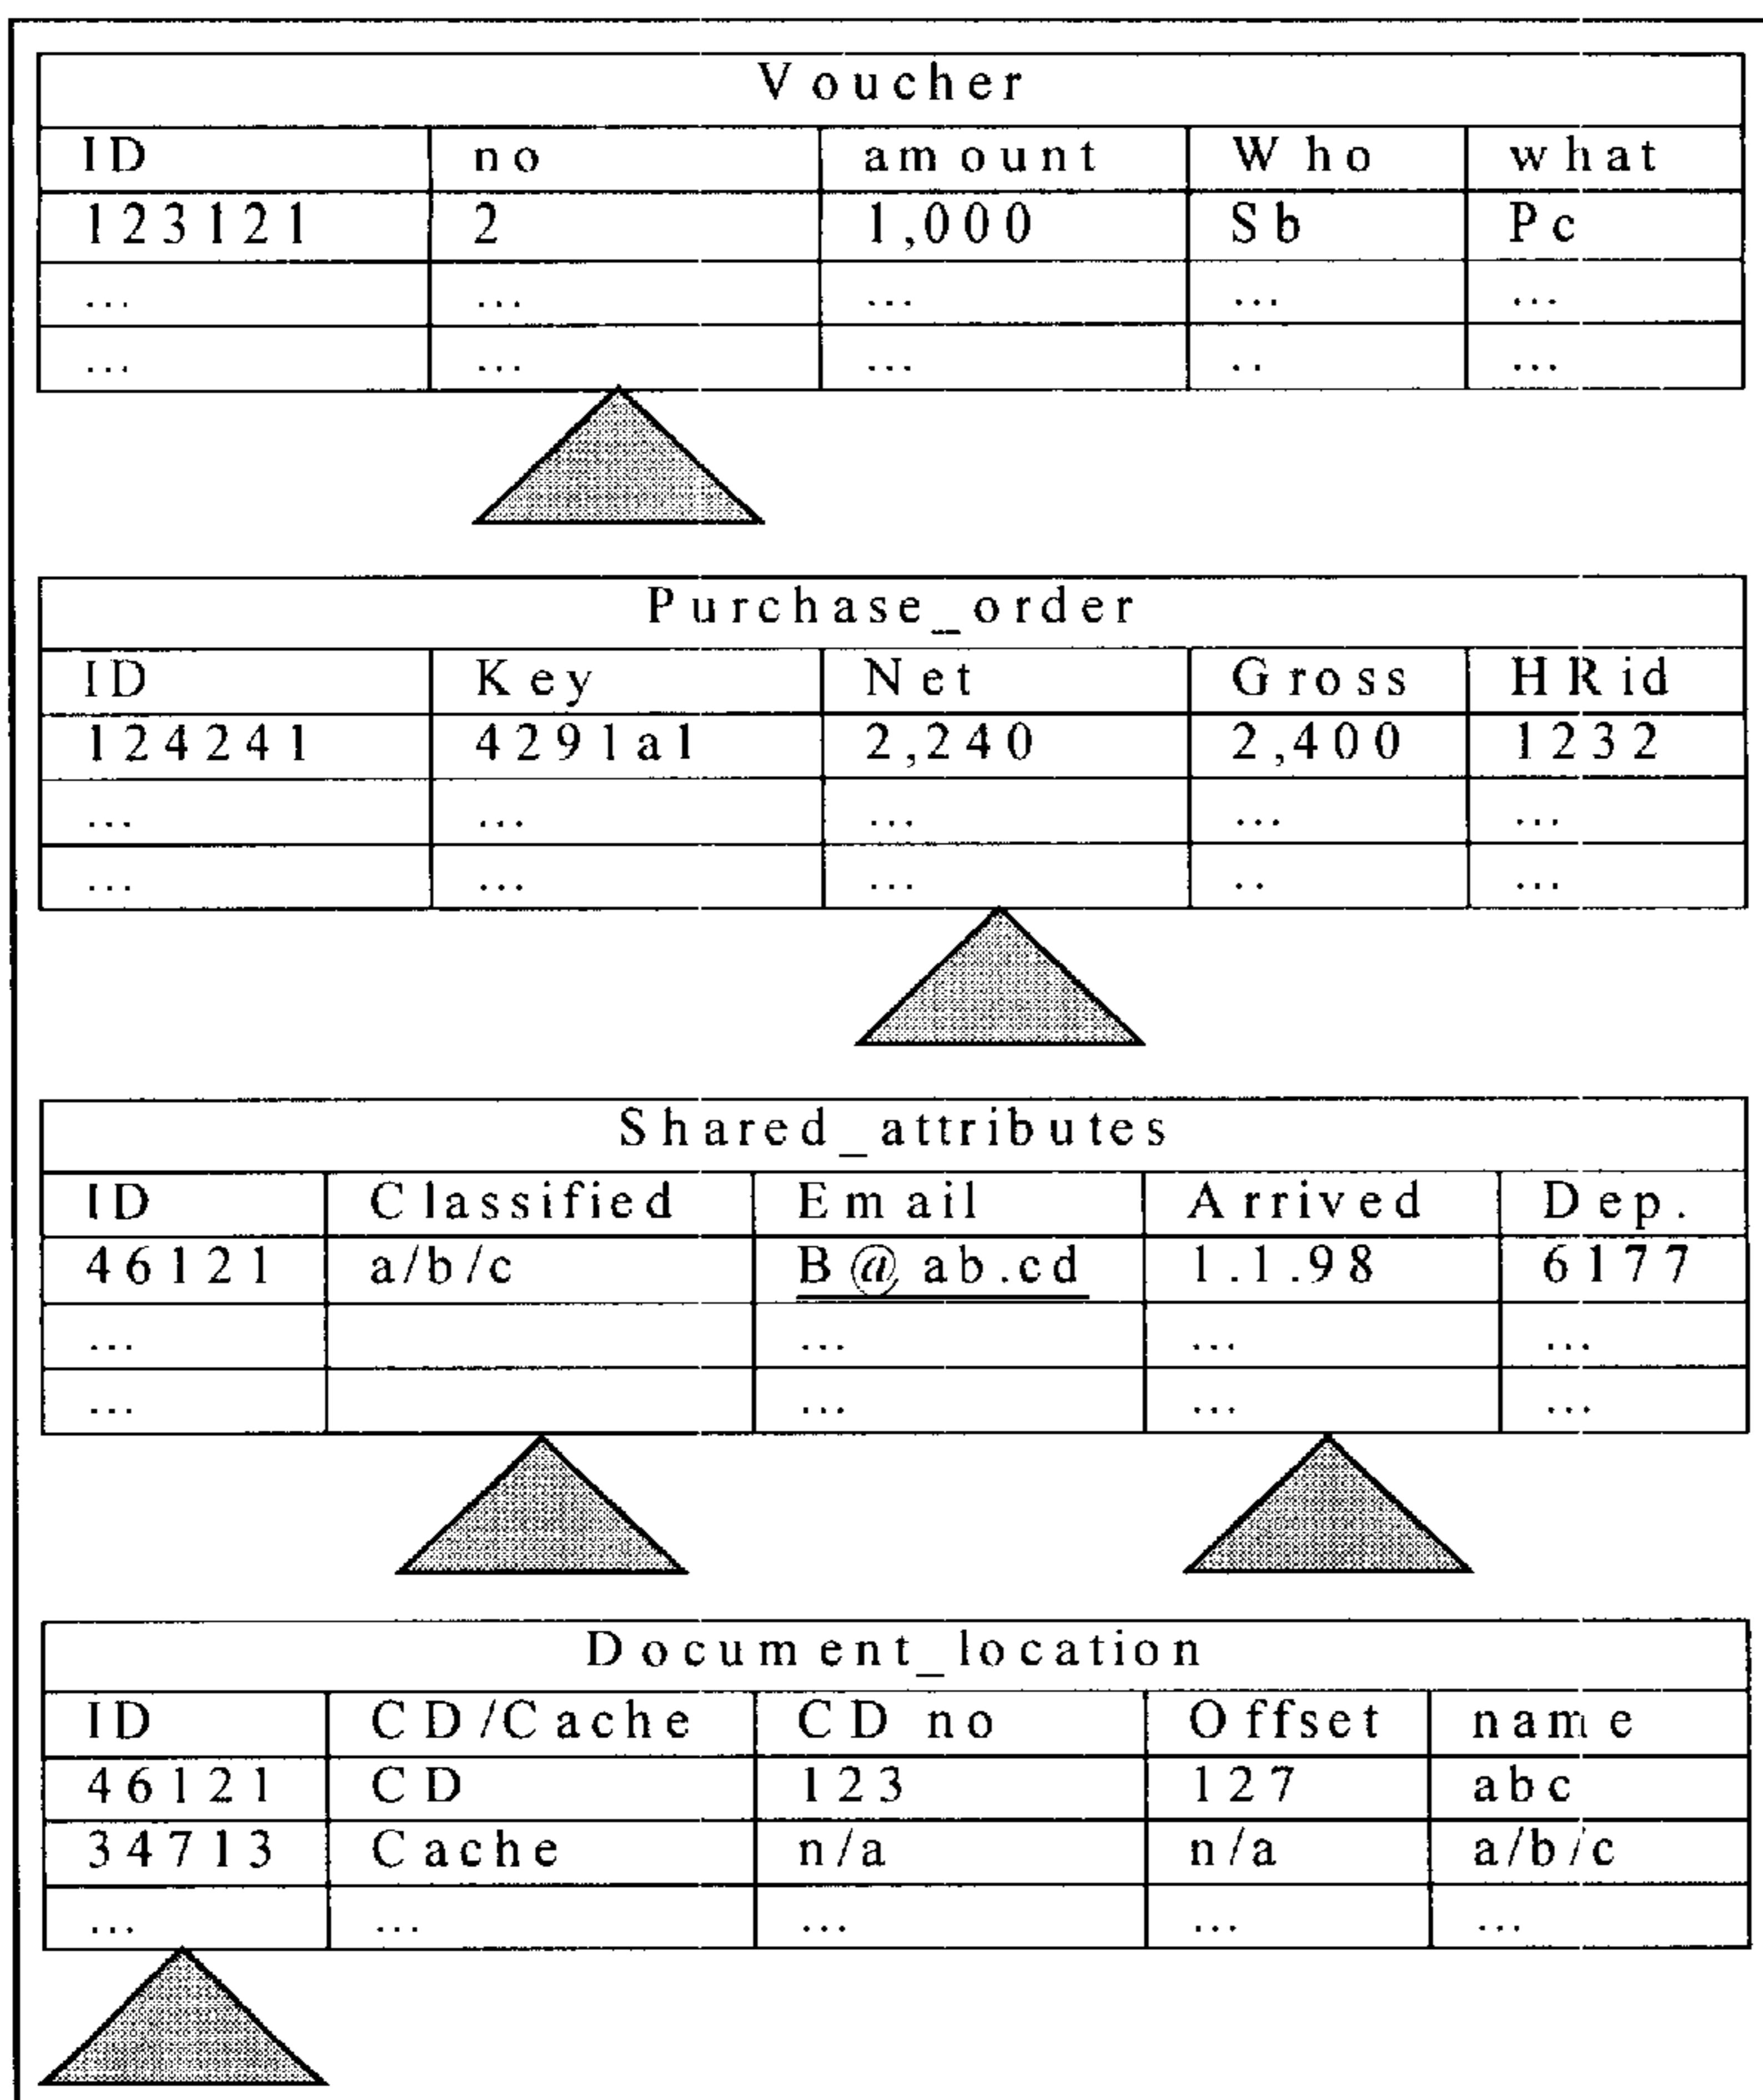 Voucher
ID no amount Who what
123121 2 1,000 Sb Pc
... ... ... ... ...
... ... ... .. ...
Purchase_order
ID Key Net Gross HRid
124241 4291a1 2,240 2,400 1232
... ... ... ... ...
... ... ... .. ...
Shared_attributes
ID Classified Email Arrived Dep.
46121 a/b/c B@ab.cd 1.1.98 6177
... ... ... ...
... ... ... ...
Document_location
ID CD/Cache CD no Offset name
46121 CD 123 127 abc
34713 Cache n/a n/a a/b/c
... ... ... ... ...